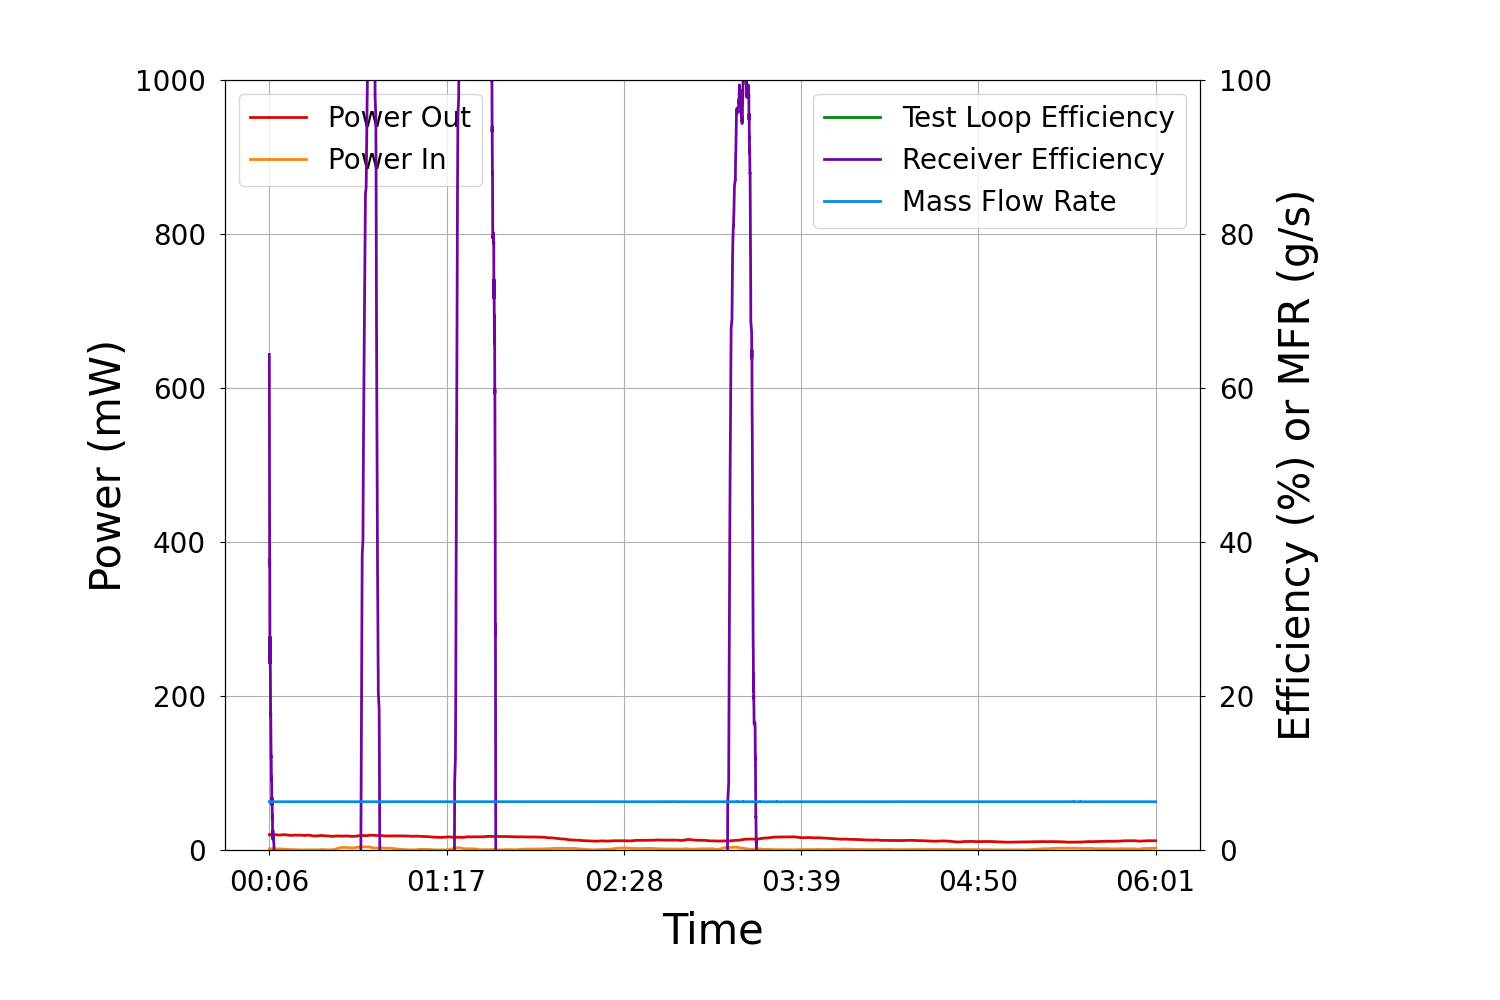 1000
800
600
400
200
0
Power (mW)
Power Out
Power In
Test Loop Efficiency
Receiver Efficiency
Mass Flow Rate
100
80
60
40
20
0
Efficiency (%) or MFR (g/s)
00:06 01:17 02:28 03:39 04:50 06:01
Time